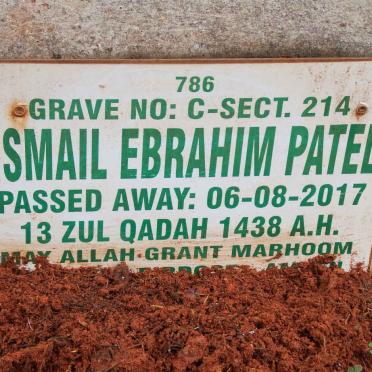 786
GRAVE NO: C-SECT. 214
SMAIL EBRAHIM PATEL
PASSED AWAY: 06-08-2017
13 ZUL QADAH 1438 A.H.
MAY ALLAH GRANT MARHOOM